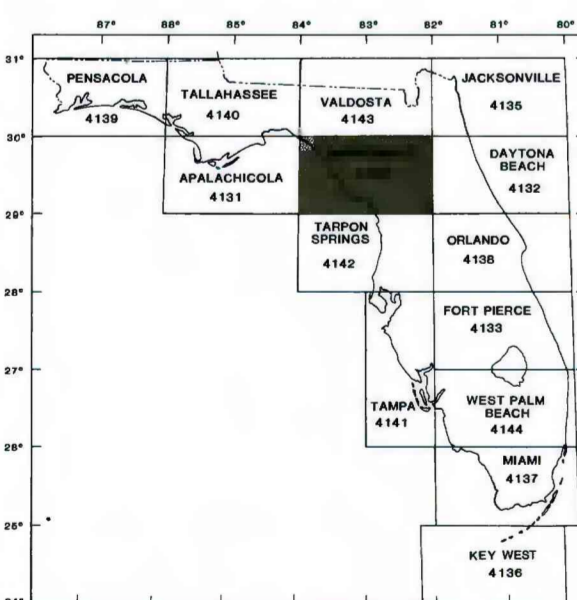 87° 88° 85° 84° 83° 82° 81° 80°
31°
PENSACOLA
4139
TALLAHASSEE
4140
VALDOSTA
4143
JACKSONVILLE
4135
30°
APALACHICOLA
4131
DAYTONA
BEACH
4132
29°
TARPON
SPRINGS
4142
ORLANDO
4138
28°
FORT PIERCE
4133
27°
TAMPA
4141
WEST PALM
BEACH
4144
26°
MIAMI
4137
25°
KEY WEST
4136